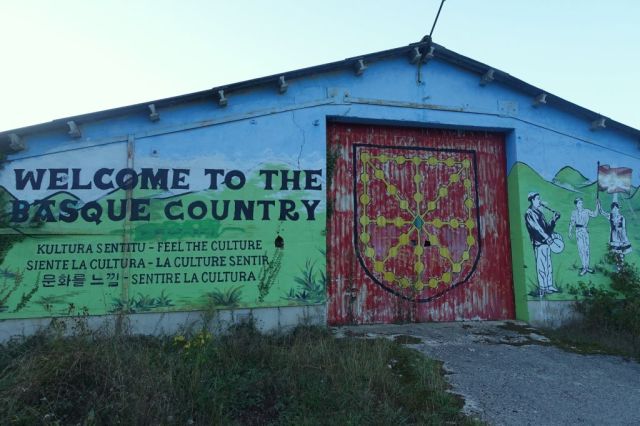 WELCOME TO THE
BASQUE COUNTRY
KULTURA SENTITU - FEEL THE CULTURE
SIENTE LA CULTURA - LA CULTURE SENTIR
문화를 느낌 - SENTIRE LA CULTURA